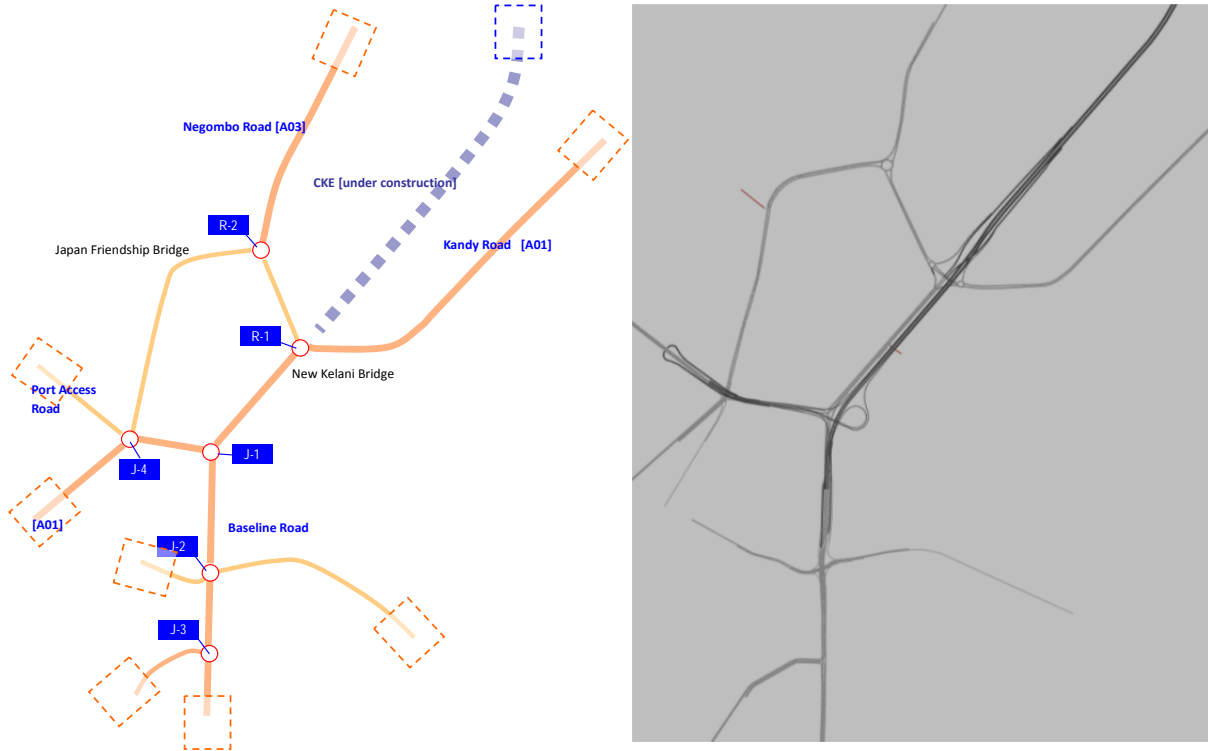 Negombo Road [A03]
CKE [under construction]
R-2
Japan Friendship Bridge
Kandy Road [A01]
R-1
New Kelani Bridge
Port Access
Road
J-4
J-1
[A01]
Baseline Road
J-2
J-3